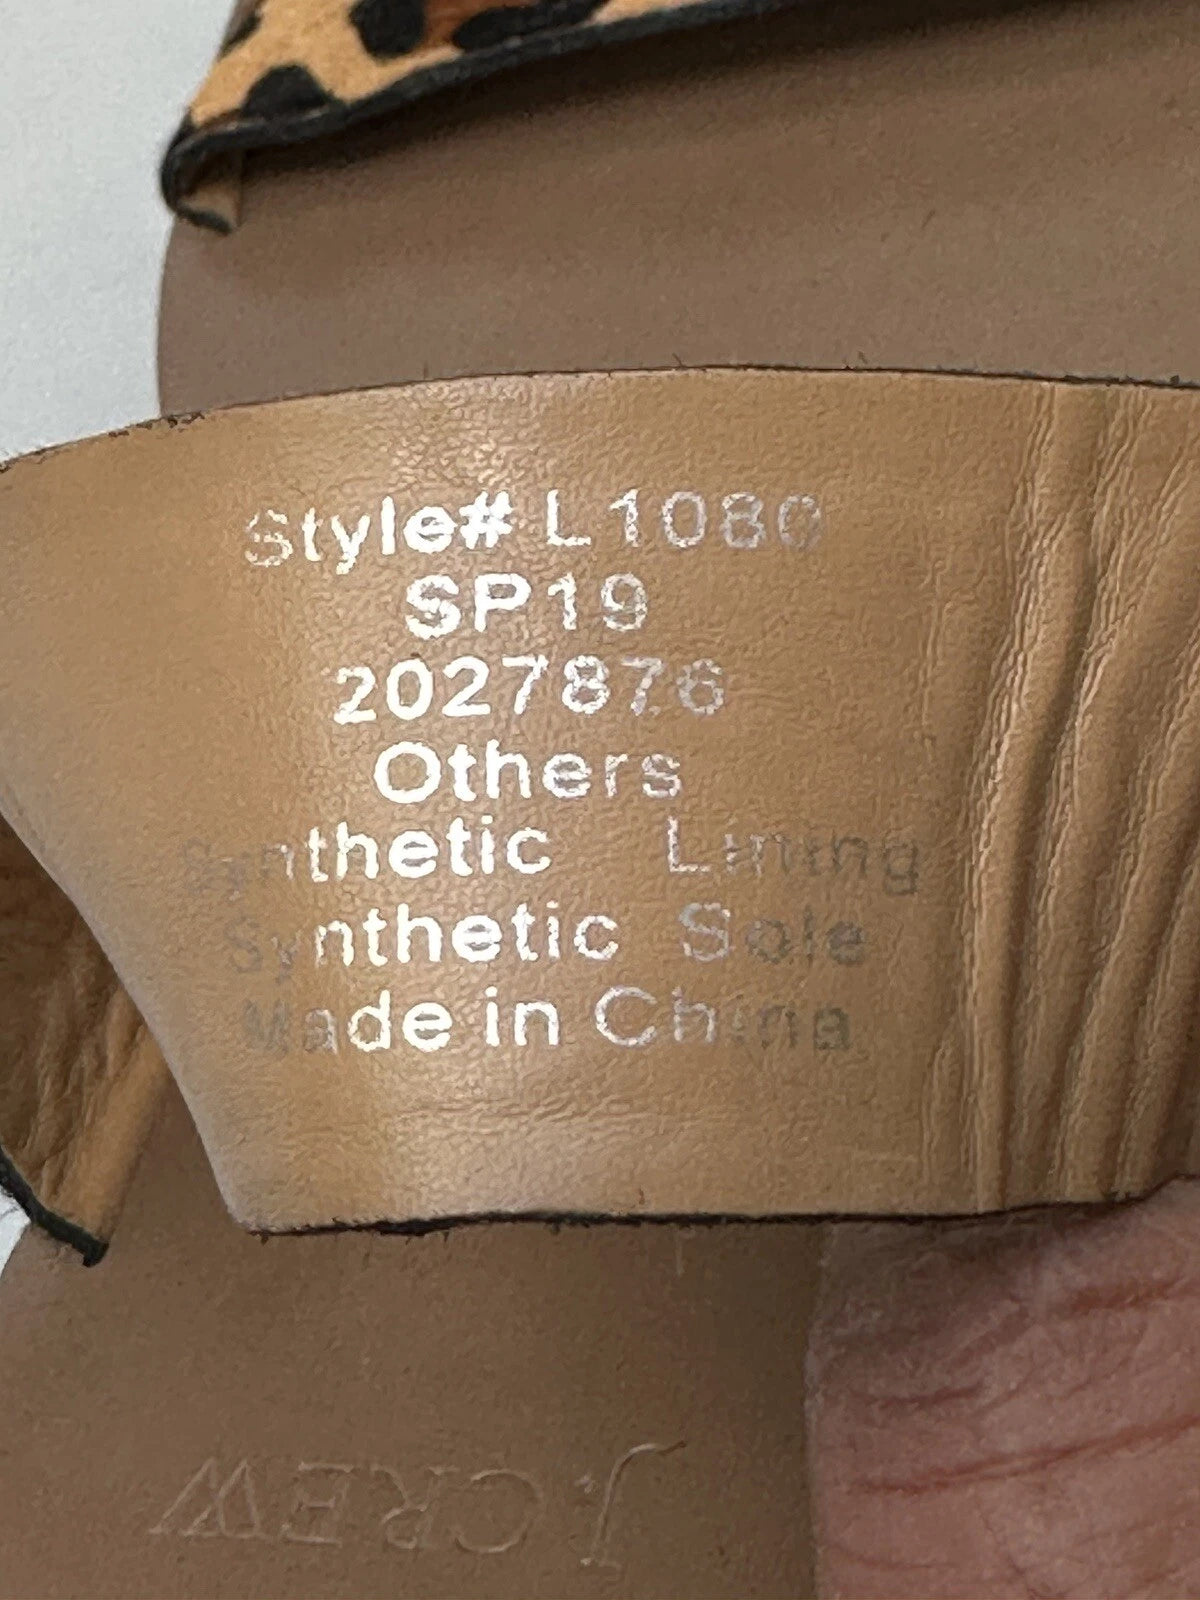 Style# L1080
SP19
2027876
Others
Synthetic Lining
Synthetic Sole
Made in China
J.CREW